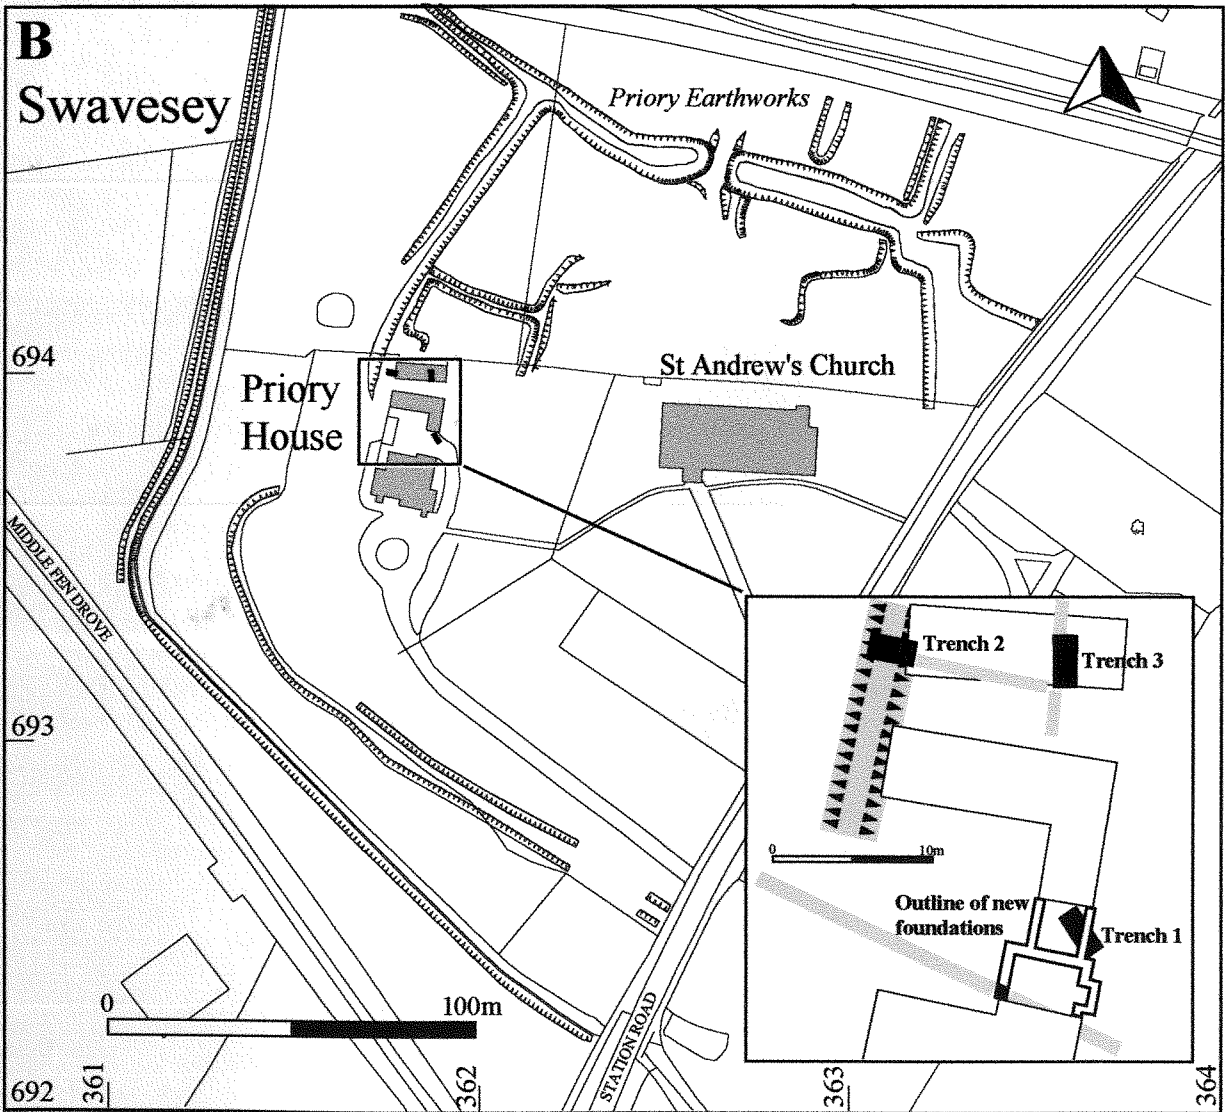 B
Swavesey
Priory Earthworks
694
Priory
House
St Andrew's Church
MIDDLE FEN DROVE
693
Trench 2
Trench 3
0 10m
Outline of new
foundations
Trench 1
0 100m
STATION ROAD
692
361
362
363
364